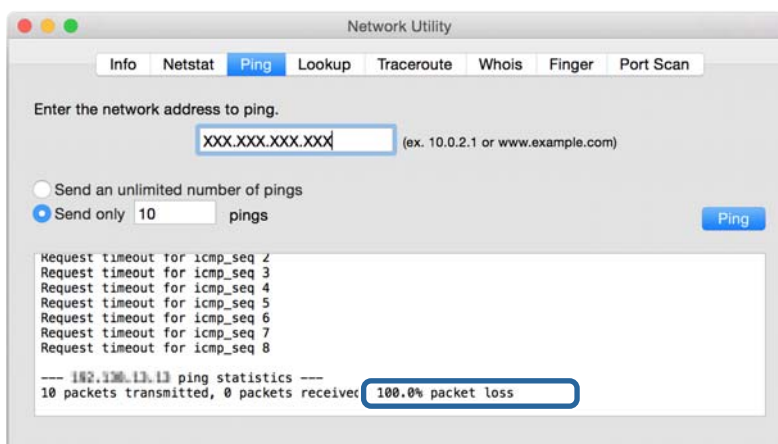 Network Utility
Info Netstat Ping Lookup Traceroute Whois Finger Port Scan
Enter the network address to ping.
XXX.XXX.XXX.XXX (ex. 10.0.2.1 or www.example.com)
Send an unlimited number of pings
Send only 10 pings
Ping
Request timeout for icmp_seq 2
Request timeout for icmp_seq 3
Request timeout for icmp_seq 4
Request timeout for icmp_seq 5
Request timeout for icmp_seq 6
Request timeout for icmp_seq 7
Request timeout for icmp_seq 8
--- ping statistics ---
10 packets transmitted, 0 packets received 100.0% packet loss